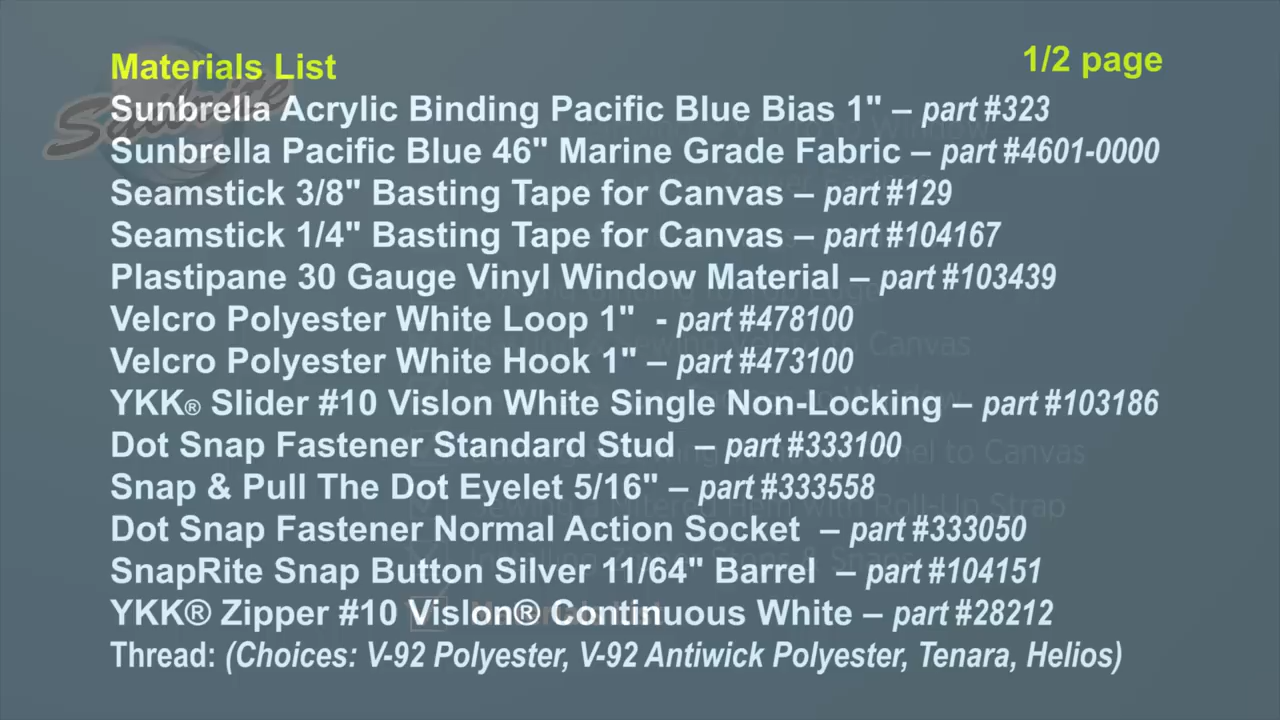 Materials List
1/2 page
Sailrite
Sunbrella Acrylic Binding Pacific Blue Bias 1" – part #323
Sunbrella Pacific Blue 46" Marine Grade Fabric – part #4601-0000
Seamstick 3/8" Basting Tape for Canvas – part #129
Seamstick 1/4" Basting Tape for Canvas – part #104167
Plastipane 30 Gauge Vinyl Window Material – part #103439
Velcro Polyester White Loop 1" - part #478100
Velcro Polyester White Hook 1" – part #473100
YKK® Slider #10 Vislon White Single Non-Locking – part #103186
Dot Snap Fastener Standard Stud – part #333100
Snap & Pull The Dot Eyelet 5/16" – part #333558
Dot Snap Fastener Normal Action Socket – part #333050
SnapRite Snap Button Silver 11/64" Barrel – part #104151
YKK® Zipper #10 Vislon® Continuous White – part #28212
Thread: (Choices: V-92 Polyester, V-92 Antiwick Polyester, Tenara, Helios)